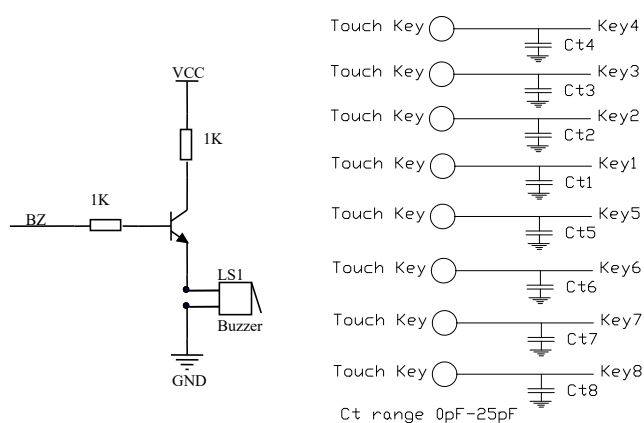 VCC
1K
1K
BZ
LS1
Buzzer
GND
Touch Key Key4
Ct4
Touch Key Key3
Ct3
Touch Key Key2
Ct2
Touch Key Key1
Ct1
Touch Key Key5
Ct5
Touch Key Key6
Ct6
Touch Key Key7
Ct7
Touch Key Key8
Ct8
Ct range 0pF-25pF